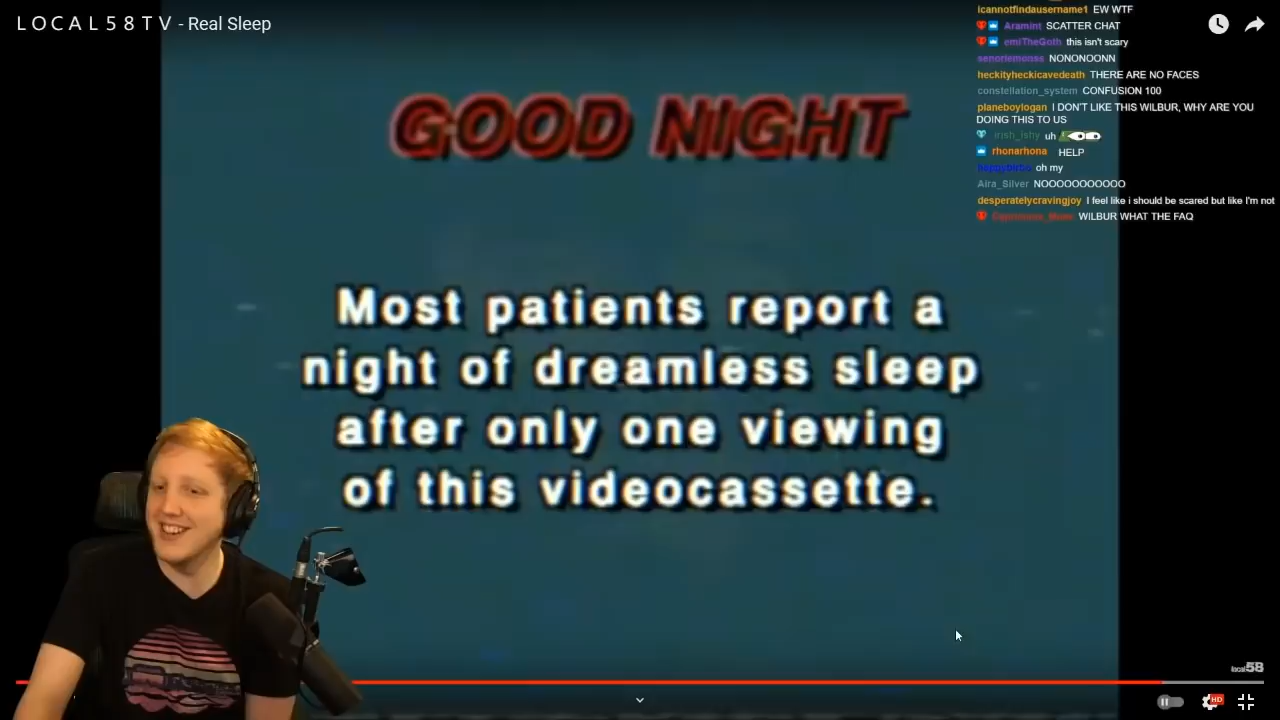 L O C A L 5 8 T V - Real Sleep
GOOD NIGHT
Most patients report a
night of dreamless sleep
after only one viewing
of this videocassette.
icannotfindausername1 EW WTF
Aramint SCATTER CHAT
emiTheGoth this isn't scary
NONONOONN
heckityheckicavedeath THERE ARE NO FACES
constellation_system CONFUSION 100
planeboylogan I DON'T LIKE THIS WILBUR, WHY ARE YOU
DOING THIS TO US
irish_ishy uh
rhonarhona HELP
oh my
Aira_Silver NOOOOOOOOOOO
desperatelycravingjoy I feel like i should be scared but like I'm not
WILBUR WHAT THE FAQ
local58
HD